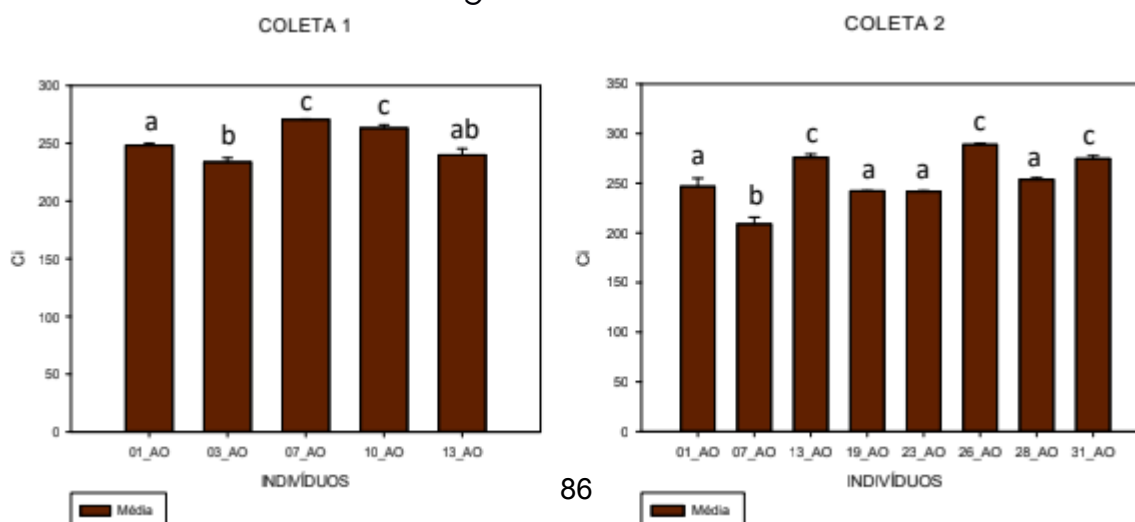 COLETA 1
300
250
200
150
100
50
0
Ci
a
b
c
c
ab
01_AO 03_AO 07_AO 10_AO 13_AO
INDIVÍDUOS
Média
86
COLETA 2
350
300
250
200
150
100
50
0
Ci
a
b
c
a
a
c
a
c
01_AO 07_AO 13_AO 19_AO 23_AO 26_AO 28_AO 31_AO
INDIVÍDUOS
Média